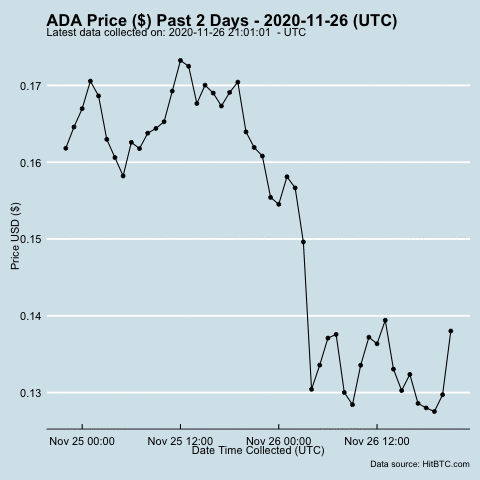 ADA Price ($) Past 2 Days - 2020-11-26 (UTC)
Latest data collected on: 2020-11-26 21:01:01  - UTC
0.17
0.16
0.15
0.14
0.13
Price USD ($)
Nov 25 00:00 Nov 25 12:00 Nov 26 00:00 Nov 26 12:00
Date Time Collected (UTC)
Data source: HitBTC.com